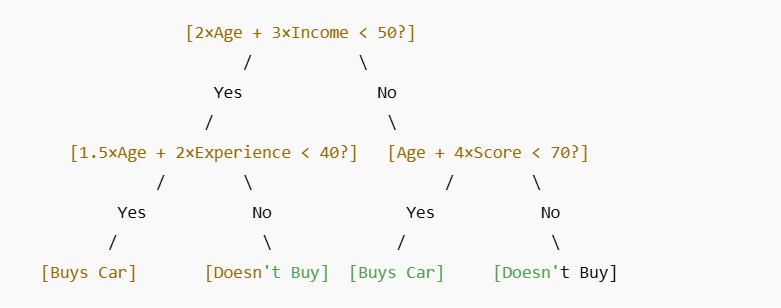 [2×Age + 3×Income < 50?]
/ \
Yes No
/ \
[1.5×Age + 2×Experience < 40?] [Age + 4×Score < 70?]
/ \ / \
Yes No Yes No
/ \ / \
[Buys Car] [Doesn't Buy] [Buys Car] [Doesn't Buy]